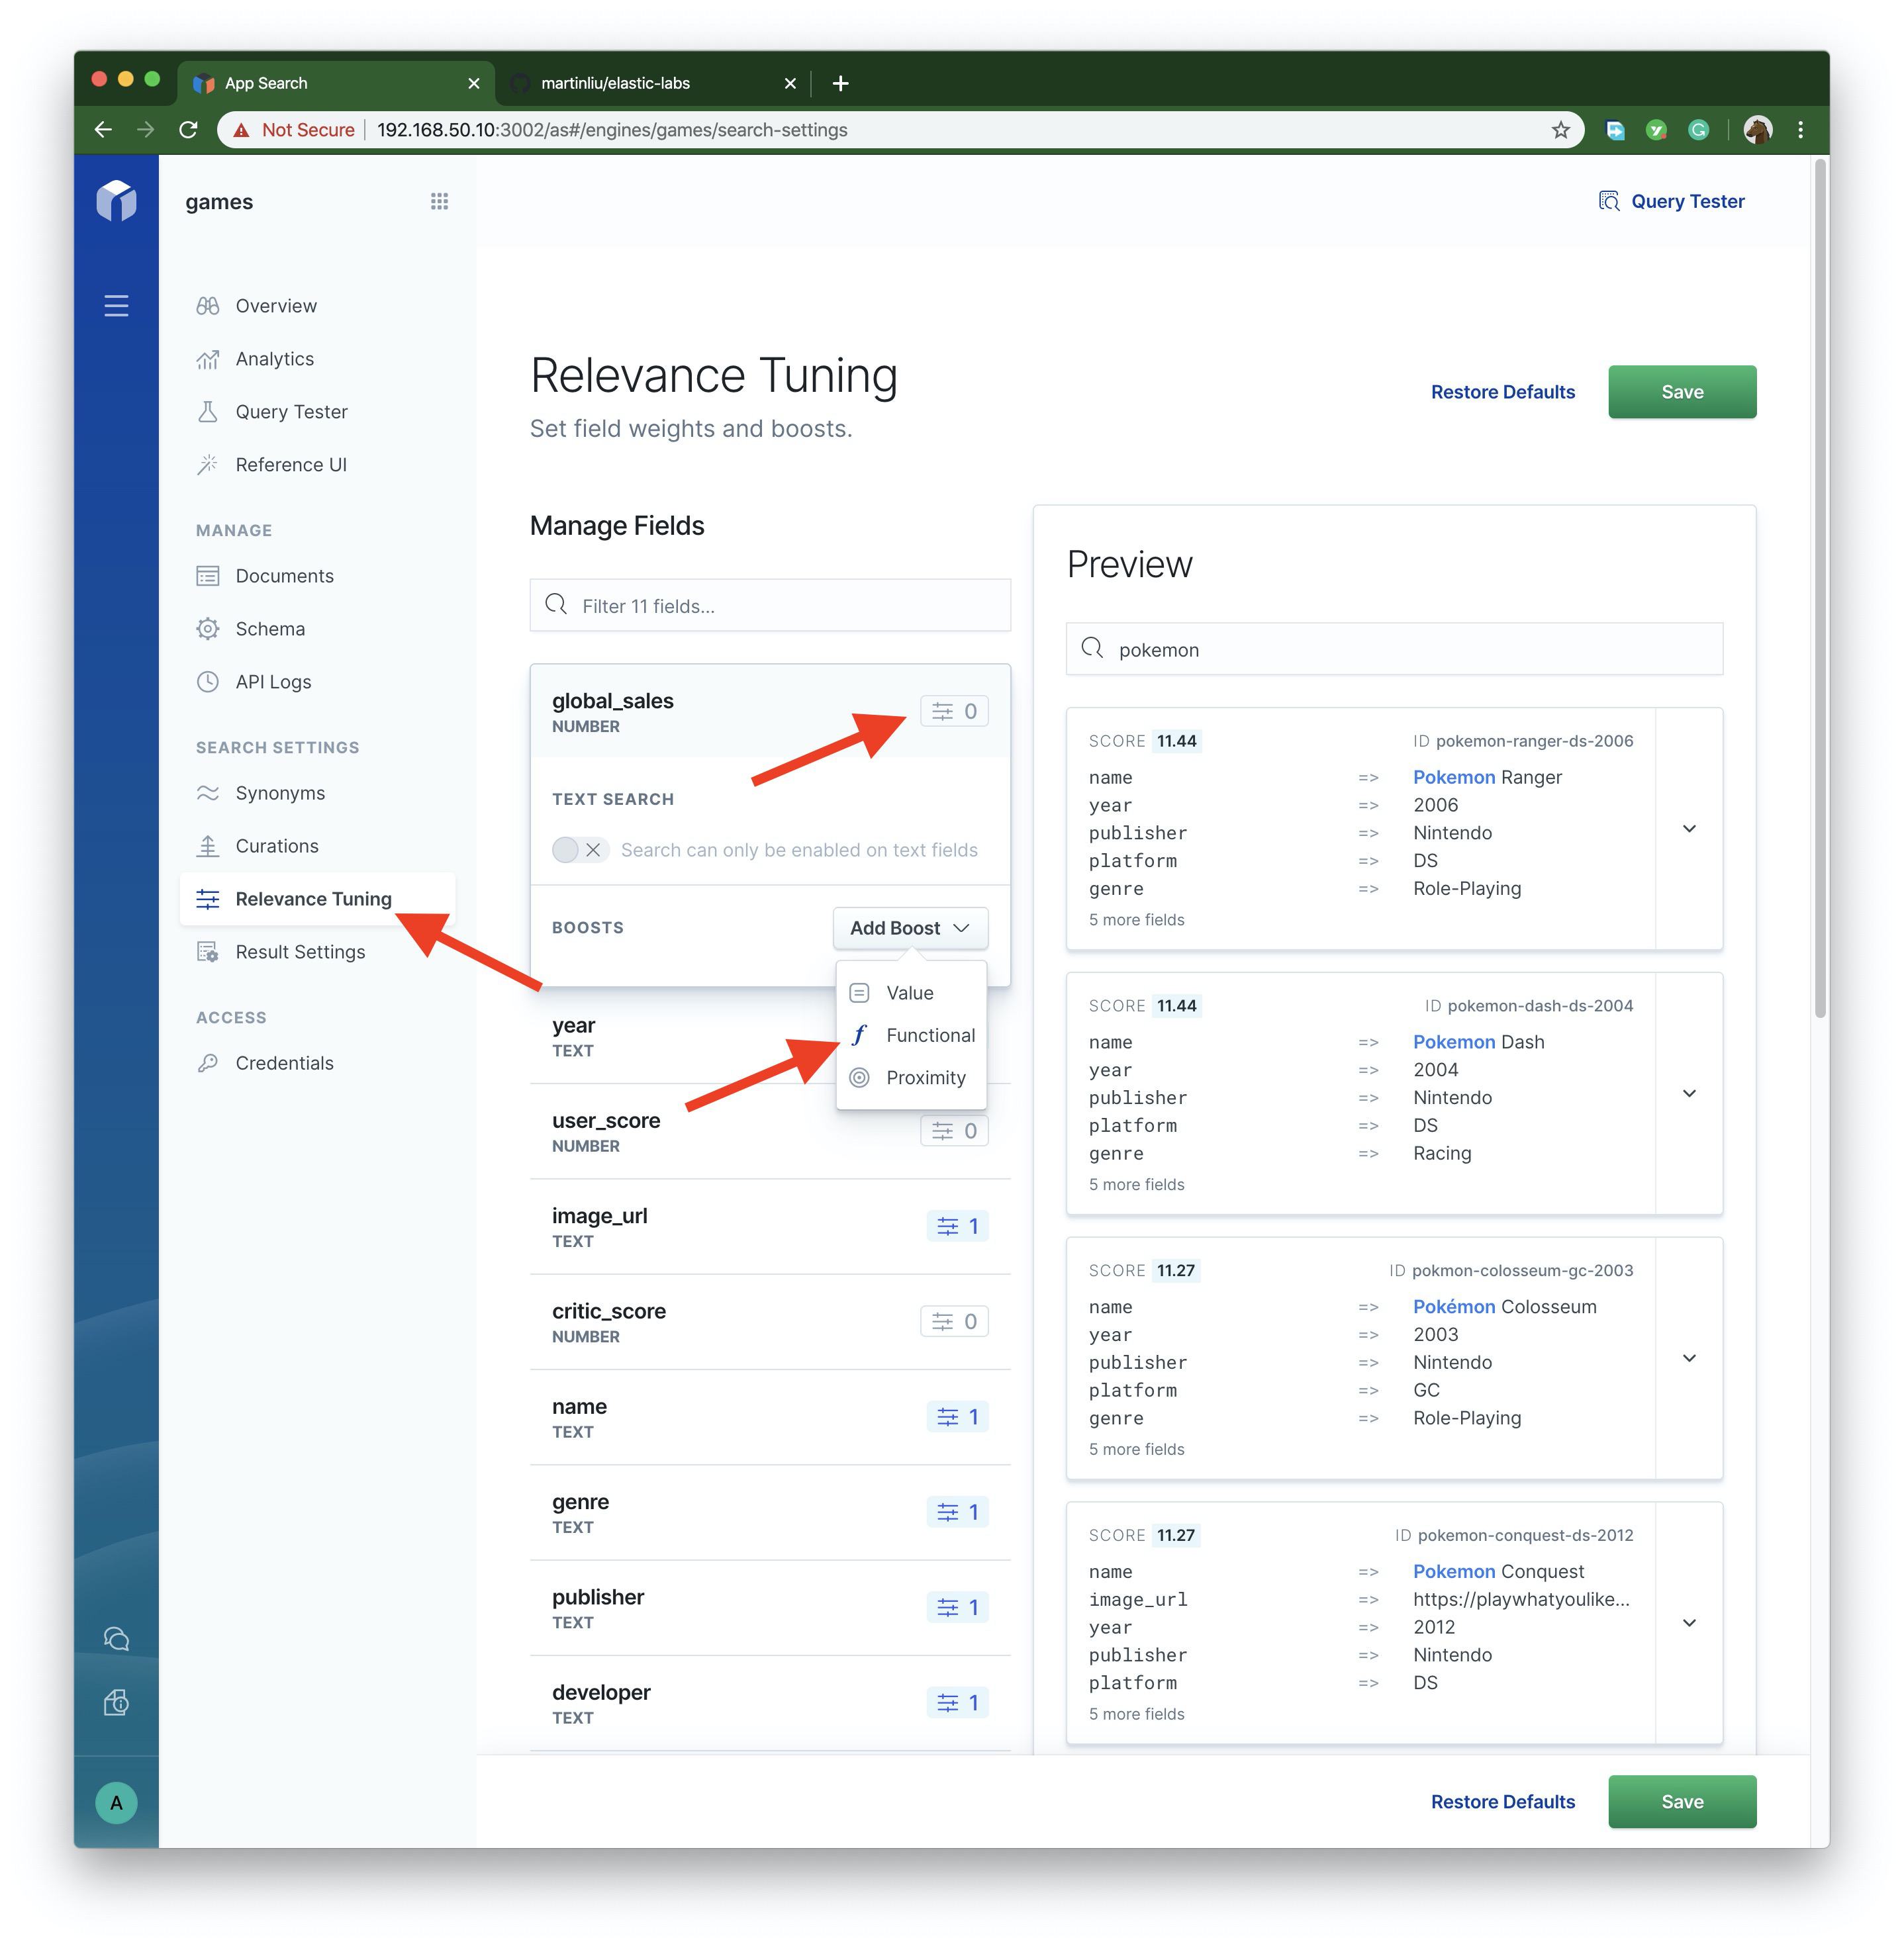 App Search
martinliu/elastic-labs
Not Secure
192.168.50.10:3002/as#/engines/games/search-settings
games
Query Tester
Overview
Analytics
Query Tester
Reference UI
MANAGE
Documents
Schema
API Logs
SEARCH SETTINGS
Synonyms
Curations
Relevance Tuning
Result Settings
ACCESS
Credentials
A
Relevance Tuning
Set field weights and boosts.
Restore Defaults
Save
Manage Fields
Filter 11 fields...
global_sales
NUMBER
0
TEXT SEARCH
Search can only be enabled on text fields
BOOSTS
Add Boost
Value
Functional
Proximity
year
TEXT
user_score
NUMBER
0
image_url
TEXT
1
critic_score
NUMBER
0
name
TEXT
1
genre
TEXT
1
publisher
TEXT
1
developer
TEXT
1
Preview
pokemon
SCORE 11.44 ID pokemon-ranger-ds-2006
name => Pokemon Ranger
year => 2006
publisher => Nintendo
platform => DS
genre => Role-Playing
5 more fields
SCORE 11.44 ID pokemon-dash-ds-2004
name => Pokemon Dash
year => 2004
publisher => Nintendo
platform => DS
genre => Racing
5 more fields
SCORE 11.27 ID pokmon-colosseum-gc-2003
name => Pokémon Colosseum
year => 2003
publisher => Nintendo
platform => GC
genre => Role-Playing
5 more fields
SCORE 11.27 ID pokemon-conquest-ds-2012
name => Pokemon Conquest
image_url => https://playwhatyoulike...
year => 2012
publisher => Nintendo
platform => DS
5 more fields
Restore Defaults
Save